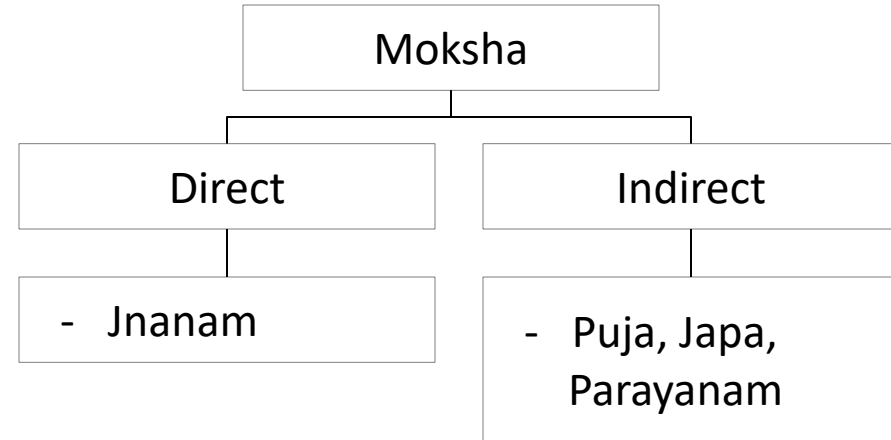 Moksha
Direct
Indirect
- Jnanam
- Puja, Japa,
Parayanam